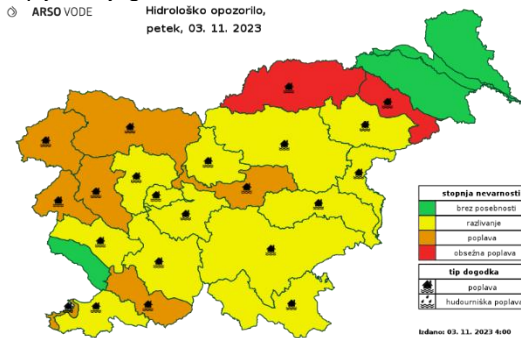 ARSO VODE
Hidrološko opozorilo,
petek, 03. 11. 2023
stopnja nevarnosti
brez posebnosti
razlivanje
poplava
obsežna poplava
tip dogodka
poplava
hudourniška poplava
Izdano: 03. 11. 2023 4:00